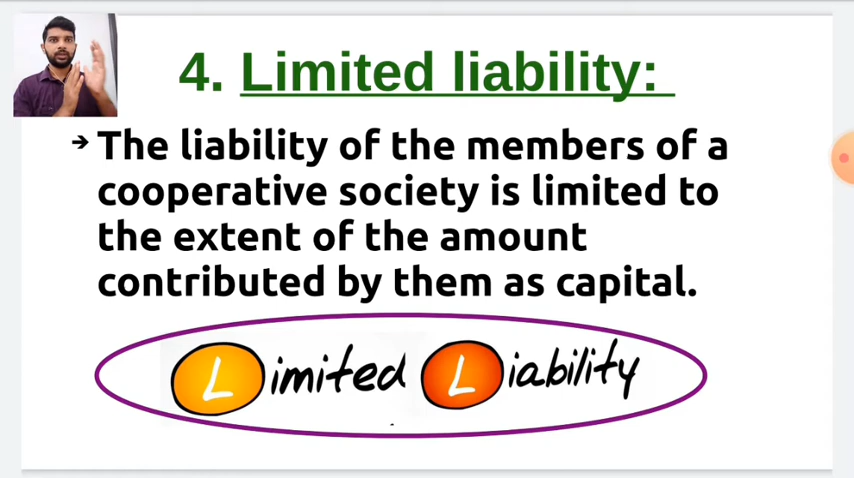 4. Limited liability:
➔ The liability of the members of a
cooperative society is limited to
the extent of the amount
contributed by them as capital.
Limited Liability